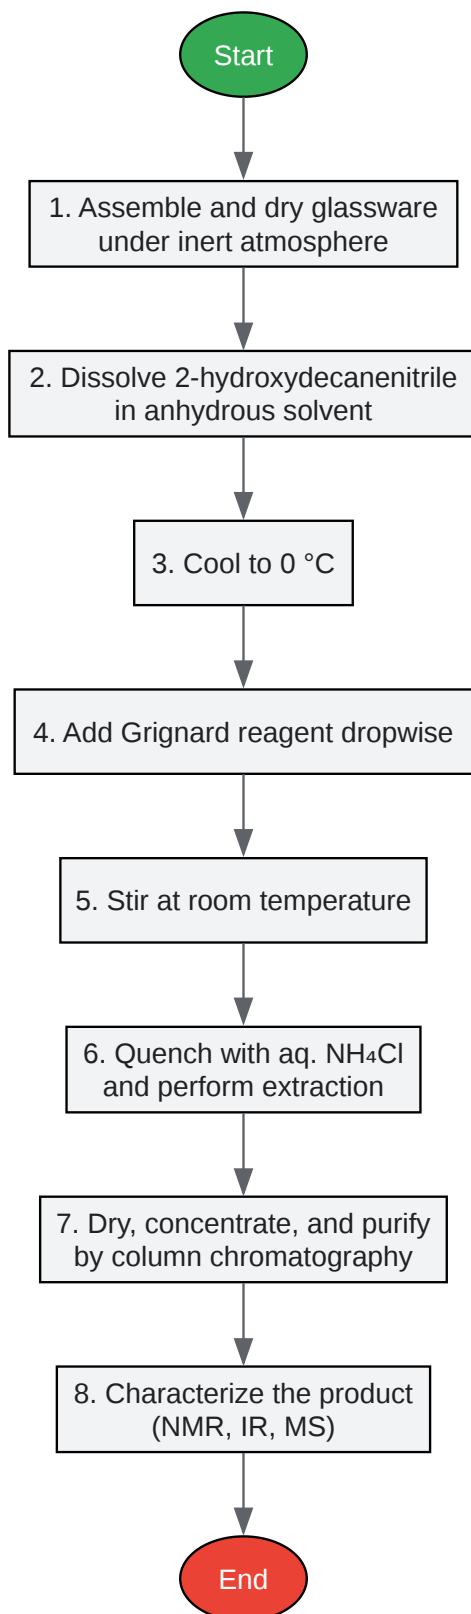 Start
1. Assemble and dry glassware
under inert atmosphere
2. Dissolve 2-hydroxydecanenitrile
in anhydrous solvent
3. Cool to 0 °C
4. Add Grignard reagent dropwise
5. Stir at room temperature
6. Quench with aq. NH₄Cl
and perform extraction
7. Dry, concentrate, and purify
by column chromatography
8. Characterize the product
(NMR, IR, MS)
End